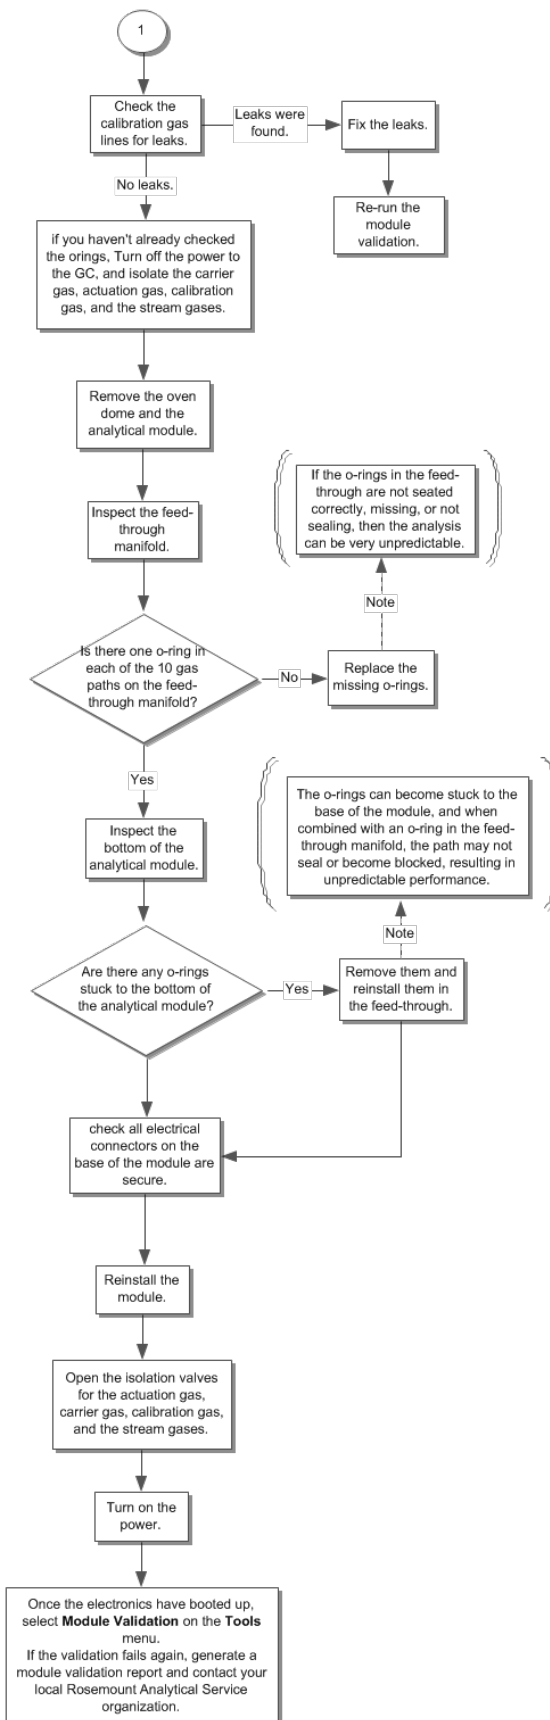 1
Check the
calibration gas
lines for leaks.
Leaks were
found.
Fix the leaks.
No leaks.
Re-run the
module
validation.
if you haven't already checked
the orings, Turn off the power to
the GC, and isolate the carrier
gas, actuation gas, calibration
gas, and the stream gases.
Remove the oven
dome and the
analytical module.
If the o-rings in the feed-
through are not seated
correctly, missing, or not
sealing, then the analysis
can be very unpredictable.
Inspect the feed-
through
manifold.
Note
Is there one o-ring in
each of the 10 gas
paths on the feed-
through manifold?
No
Replace the
missing o-rings.
Yes
The o-rings can become stuck to the
base of the module, and when
combined with an o-ring in the feed-
through manifold, the path may not
seal or become blocked, resulting in
unpredictable performance.
Inspect the
bottom of the
analytical module.
Note
Are there any o-rings
stuck to the bottom of
the analytical module?
Yes
Remove them and
reinstall them in
the feed-through.
check all electrical
connectors on the
base of the module are
secure.
Reinstall the
module.
Open the isolation valves
for the actuation gas,
carrier gas, calibration gas,
and the stream gases.
Turn on the
power.
Once the electronics have booted up,
select Module Validation on the Tools
menu.
If the validation fails again, generate a
module validation report and contact your
local Rosemount Analytical Service
organization.